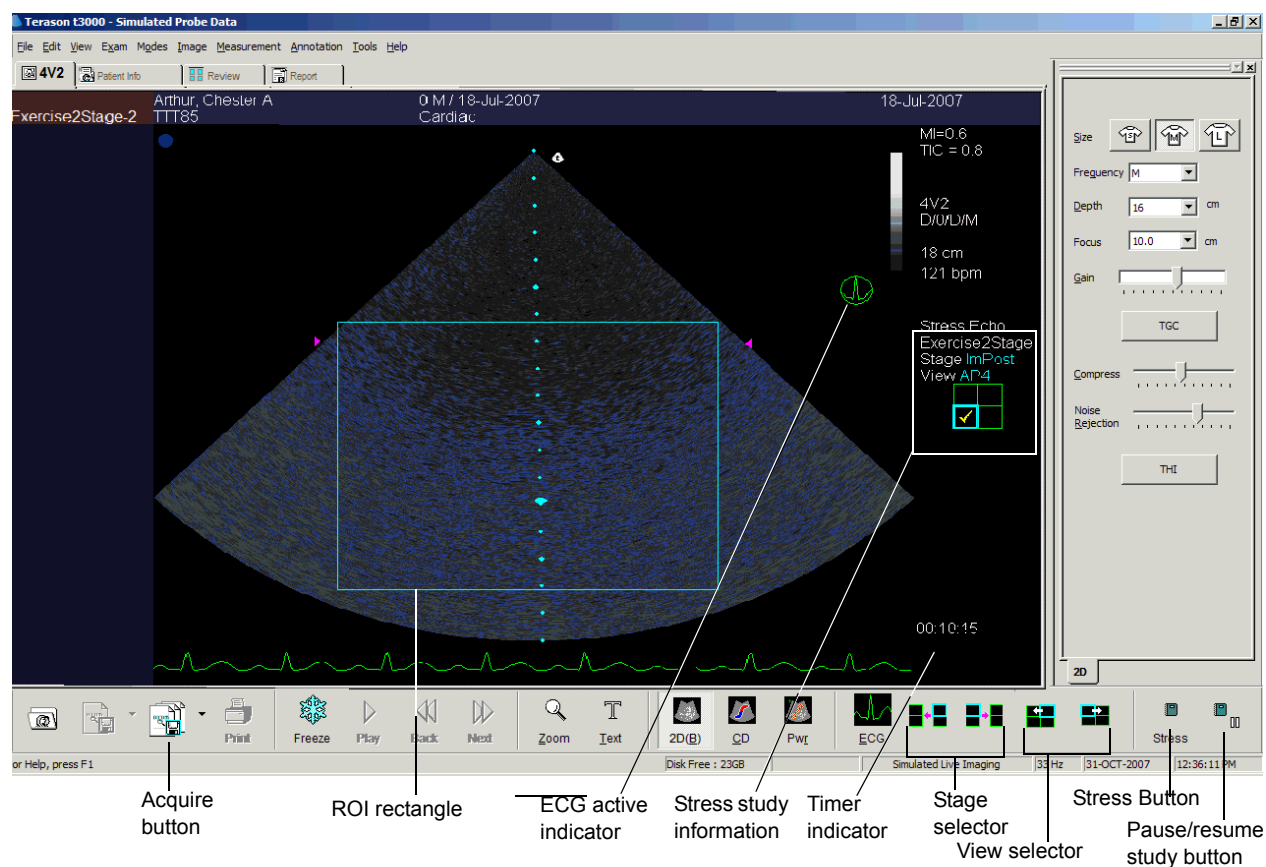 Terason t3000 - Simulated Probe Data
File Edit View Exam Modes Image Measurement Annotation Tools Help
4V2 Patient Info Review Report
Arthur, Chester A 0 M / 18-Jul-2007 18-Jul-2007
Exercise2Stage-2 TTT85 Cardiac
MI=0.6
TIC = 0.8
4V2
D/0/D/M
18 cm
121 bpm
Stress Echo
Exercise2Stage
Stage ImPost
View AP4
00:10:15
Size S M L
Frequency M
Depth 16 cm
Focus 10.0 cm
Gain
TGC
Compress
Noise
Rejection
THI
2D
Print Freeze Play Back Next Zoom Text 2D(B) CD Pwr ECG Stress
or Help, press F1 Disk Free : 23GB Simulated Live Imaging 33 Hz 31-OCT-2007 12:36:11 PM
Acquire
button
ROI rectangle
ECG active
indicator
Stress study
information
Timer
indicator
Stage
selector
View selector
Stress Button
Pause/resume
study button